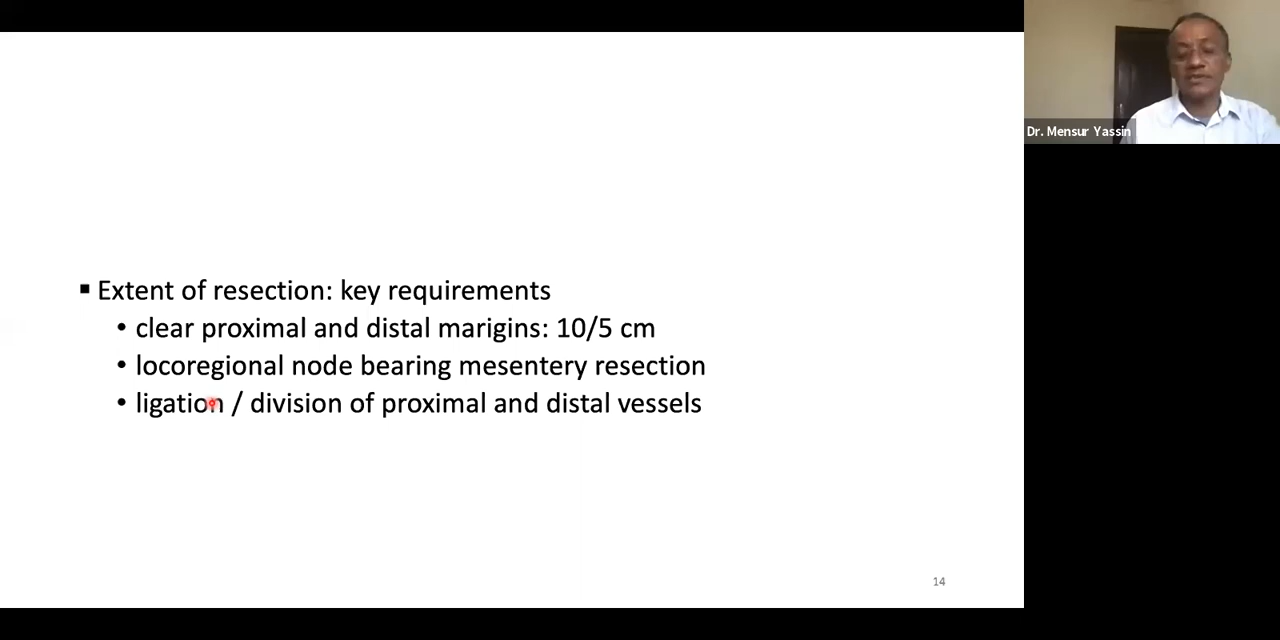 ▪ Extent of resection: key requirements
• clear proximal and distal marigins: 10/5 cm
• locoregional node bearing mesentery resection
• ligation / division of proximal and distal vessels
14
Dr. Mensur Yassin